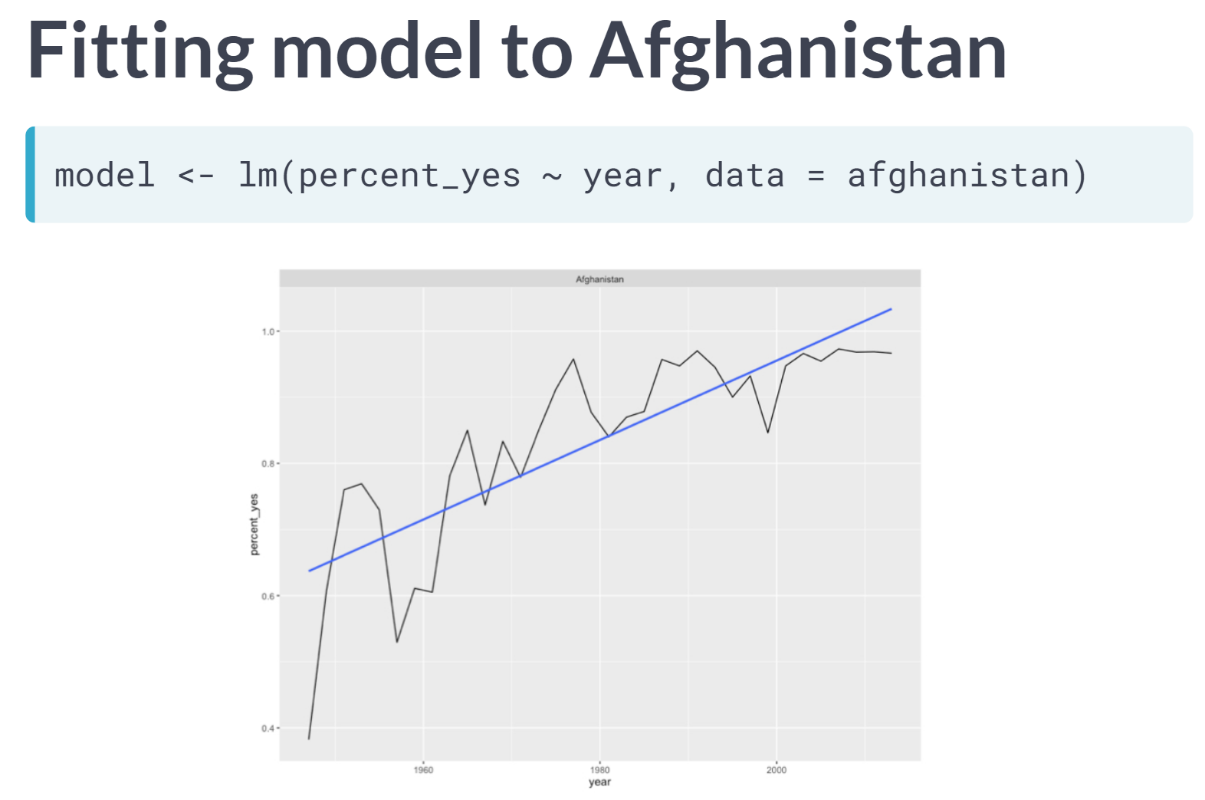 Fitting model to Afghanistan
model <- lm(percent_yes ~ year, data = afghanistan)
Afghanistan
1.0
0.8
percent_yes
0.6
0.4
1960 1980 2000
year